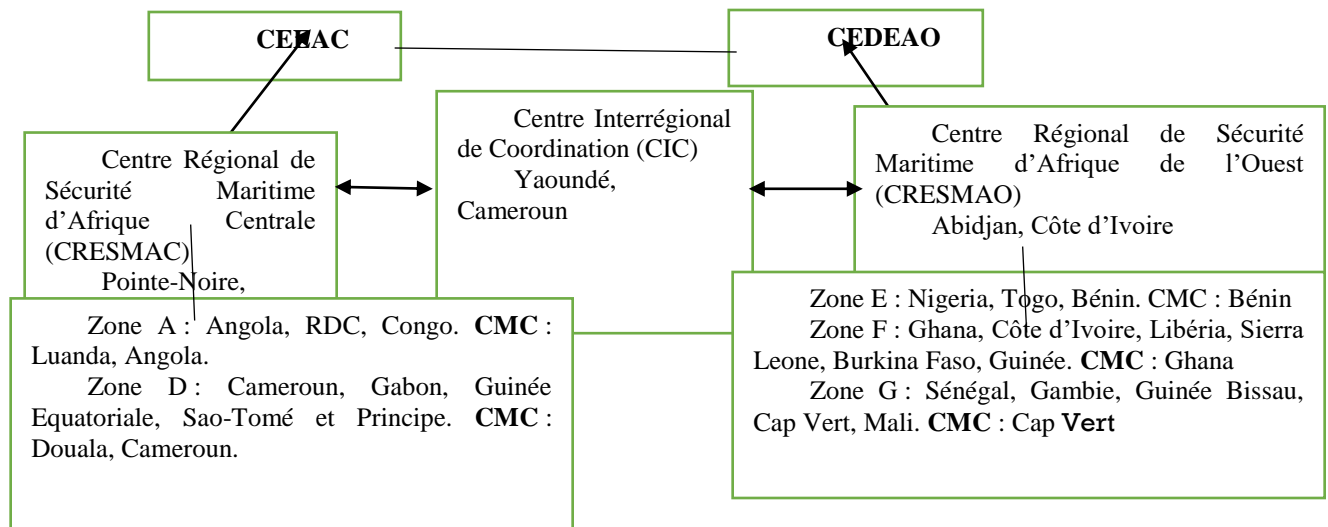 CEEAC
CEDEAO
Centre Régional de
Sécurité Maritime
d'Afrique Centrale
(CRESMAC)
Pointe-Noire,
Centre Interrégional
de Coordination (CIC)
Yaoundé,
Cameroun
Centre Régional de Sécurité
Maritime d'Afrique de l'Ouest
(CRESMAO)
Abidjan, Côte d'Ivoire
Zone A : Angola, RDC, Congo. CMC :
Luanda, Angola.
Zone D : Cameroun, Gabon, Guinée
Equatoriale, Sao-Tomé et Principe. CMC :
Douala, Cameroun.
Zone E : Nigeria, Togo, Bénin. CMC : Bénin
Zone F : Ghana, Côte d'Ivoire, Libéria, Sierra
Leone, Burkina Faso, Guinée. CMC : Ghana
Zone G : Sénégal, Gambie, Guinée Bissau,
Cap Vert, Mali. CMC : Cap Vert